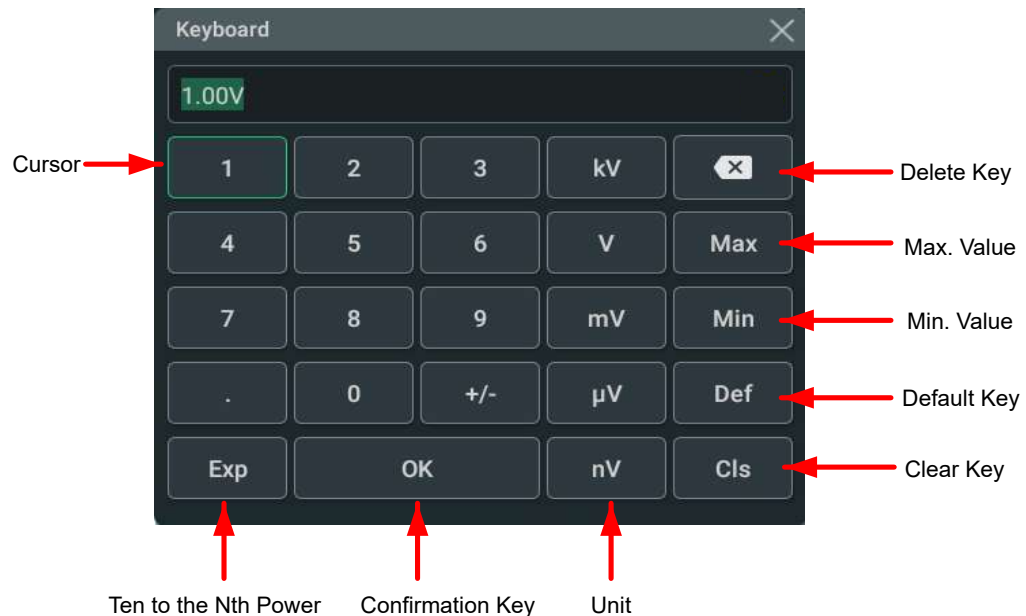 Keyboard
1.00V
Cursor
1 2 3 kV
Delete Key
4 5 6 V Max
Max. Value
7 8 9 mV Min
Min. Value
. 0 +/- µV Def
Default Key
Exp OK nV Cls
Clear Key
Ten to the Nth Power Confirmation Key Unit